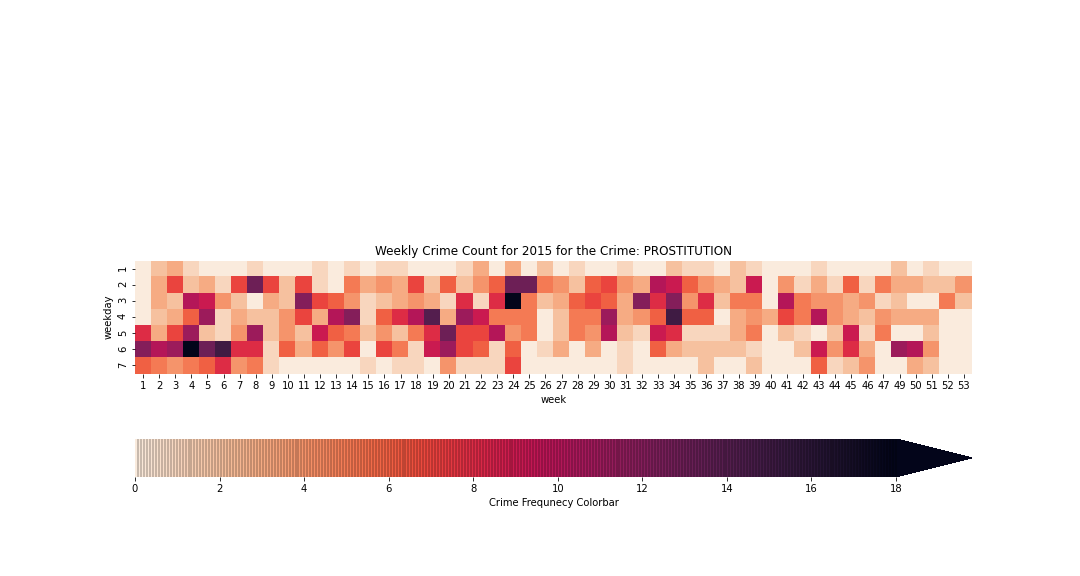 Weekly Crime Count for 2015 for the Crime: PROSTITUTION
weekday
1
2
3
4
5
6
7
1 2 3 4 5 6 7 8 9 10 11 12 13 14 15 16 17 18 19 20 21 22 23 24 25 26 27 28 29 30 31 32 33 34 35 36 37 38 39 40 41 42 43 44 45 46 47 49 50 51 52 53
week
0 2 4 6 8 10 12 14 16 18
Crime Frequnecy Colorbar